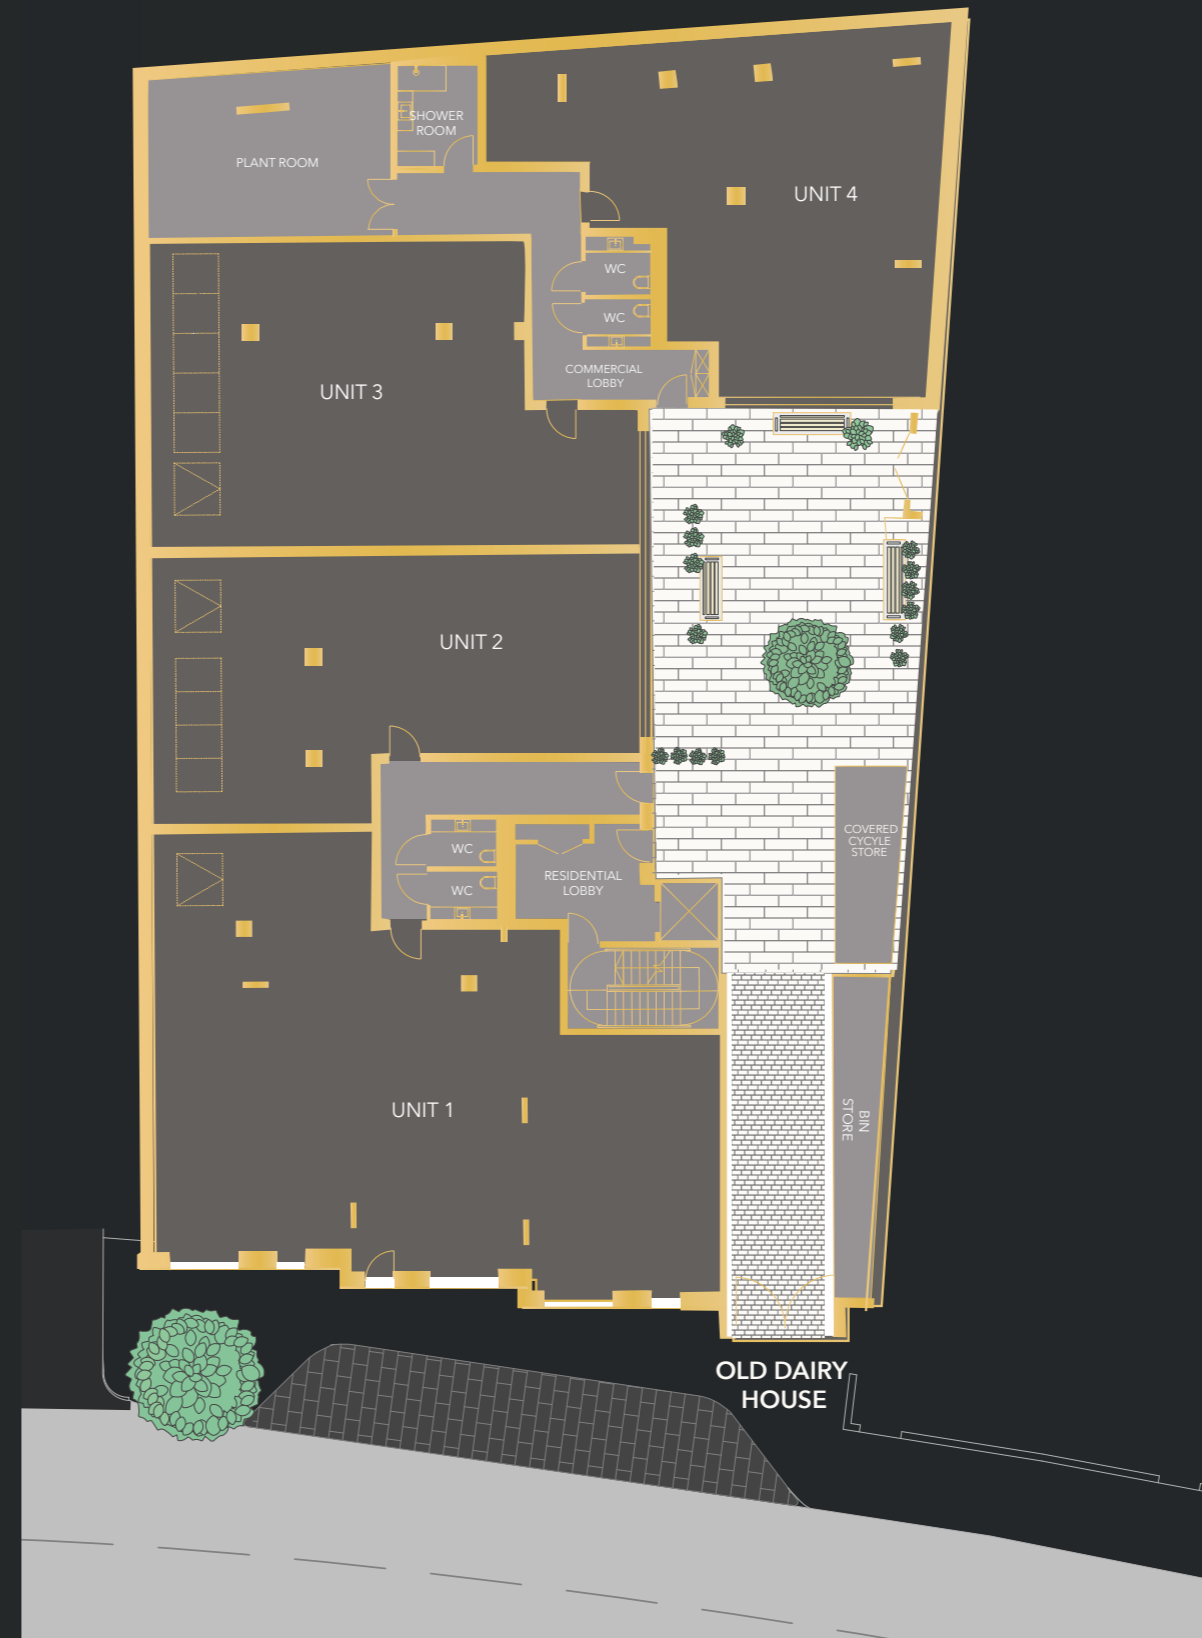 SHOWER
ROOM
PLANT ROOM
UNIT 4
WC
WC
COMMERCIAL
LOBBY
UNIT 3
UNIT 2
COVERED
CYCYLE
STORE
WC
RESIDENTIAL
LOBBY
WC
UNIT 1
BIN
STORE
OLD DAIRY
HOUSE